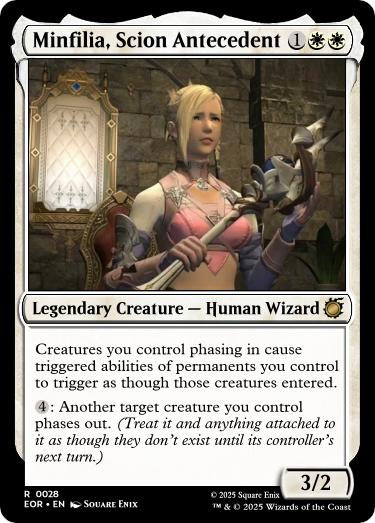 Minfilia, Scion Antecedent 1
Legendary Creature — Human Wizard
Creatures you control phasing in cause
triggered abilities of permanents you control
to trigger as though those creatures entered.
4: Another target creature you control
phases out. (Treat it and anything attached to
it as though they don't exist until its controller's
next turn.)
3/2
R 0028
EOR • EN SQUARE ENIX
© 2025 Square Enix
™ & © 2025 Wizards of the Coast